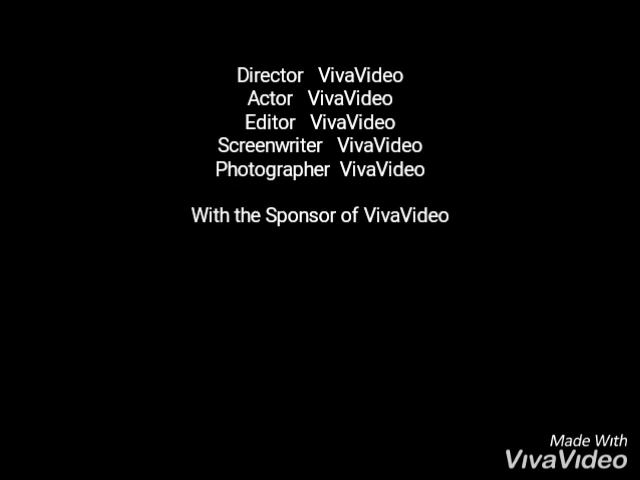 Director VivaVideo
Actor VivaVideo
Editor VivaVideo
Screenwriter VivaVideo
Photographer VivaVideo
With the Sponsor of VivaVideo
Made With
VivaVideo